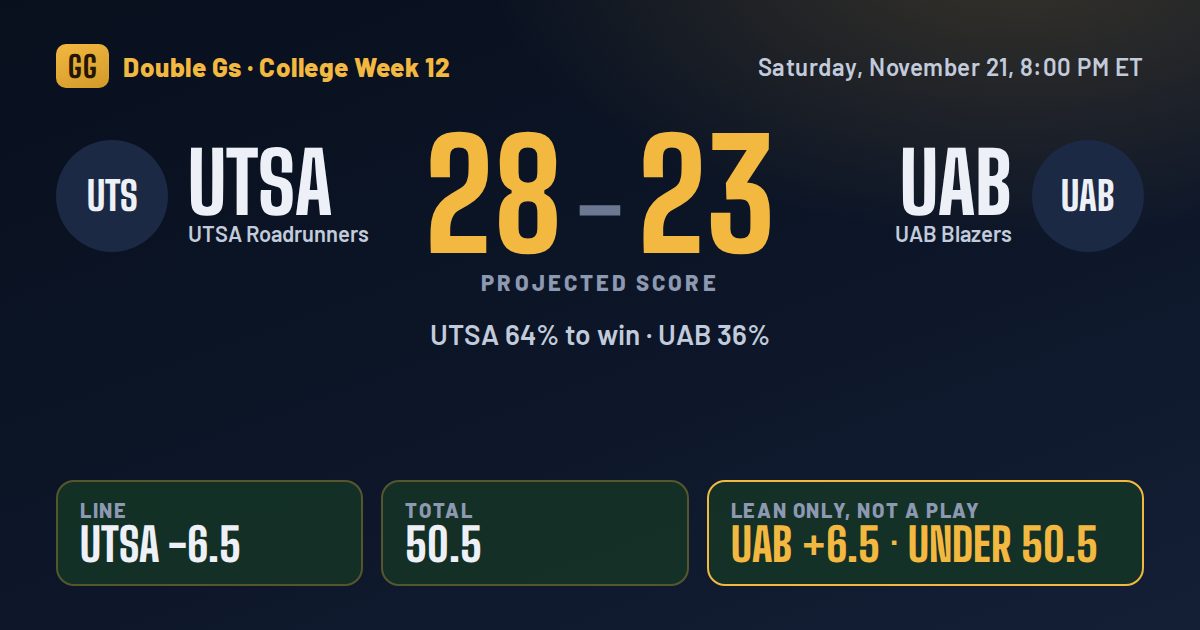 GG Double Gs · College Week 12
Saturday, November 21, 8:00 PM ET
UTS
UTSA
UTSA Roadrunners
28 – 23
PROJECTED SCORE
UTSA 64% to win · UAB 36%
UAB
UAB Blazers
UAB
LINE
UTSA −6.5
TOTAL
50.5
LEAN ONLY, NOT A PLAY
UAB +6.5 · UNDER 50.5